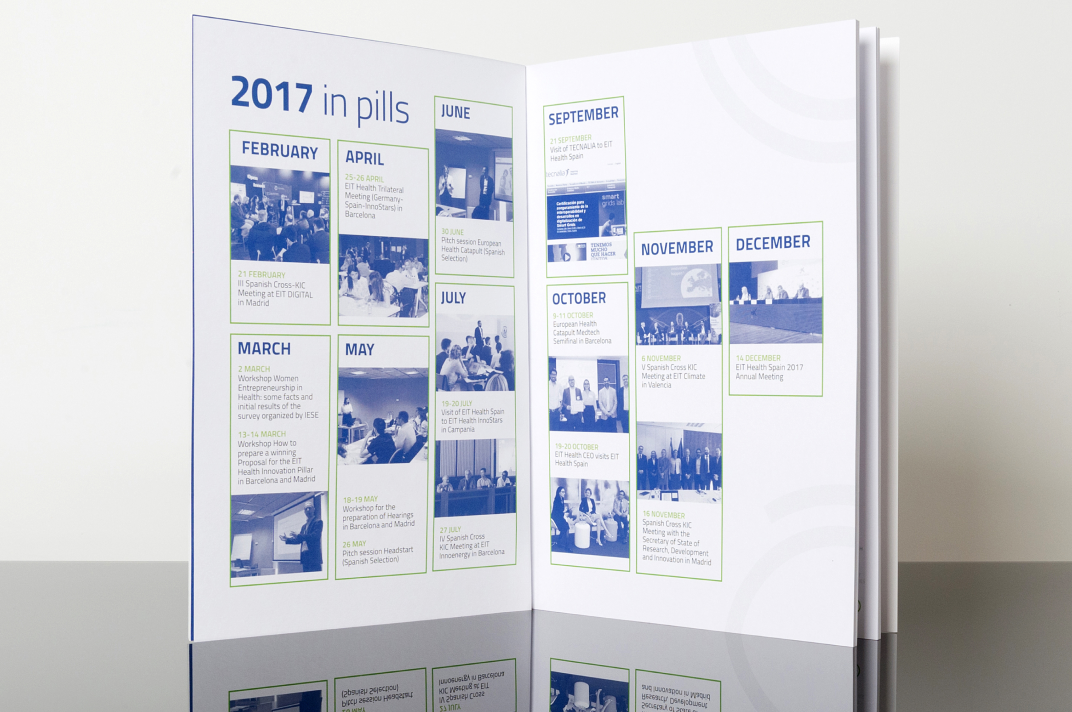 2017 in pills
FEBRUARY
21 FEBRUARY
III Spanish Cross-KIC
Meeting at EIT DIGITAL
in Madrid
MARCH
2 MARCH
Workshop Women
Entrepreneurship in
Health: some facts and
initial results of the
survey organized by IESE
13-14 MARCH
Workshop How to
prepare a winning
Proposal for the EIT
Health Innovation Pillar
in Barcelona and Madrid
APRIL
25-26 APRIL
EIT Health Trilateral
Meeting (Germany-
Spain-InnoStars) in
Barcelona
MAY
18-19 MAY
Workshop for the
preparation of Hearings
in Barcelona and Madrid
26 MAY
Pitch session Headstart
(Spanish Selection)
JUNE
30 JUNE
Pitch session European
Health Catapult (Spanish
Selection)
JULY
19-20 JULY
Visit of EIT Health Spain
to EIT Health InnoStars
in Campania
27 JULY
IV Spanish Cross
KIC Meeting at EIT
Innoenergy in Barcelona
SEPTEMBER
21 SEPTEMBER
Visit of TECNALIA to EIT
Health Spain
tecnalia
smart
grids lab
Certificación para
aseguramiento de la
interoperabilidad y
TENEMOS
MUCHO
QUE HACER
OCTOBER
9-11 OCTOBER
European Health
Catapult Medtech
Semifinal in Barcelona
19-20 OCTOBER
EIT Health CEO visits EIT
Health Spain
NOVEMBER
6 NOVEMBER
V Spanish Cross KIC
Meeting at EIT Climate
in Valencia
16 NOVEMBER
Spanish Cross KIC
Meeting with the
Secretary of State of
Research, Development
and Innovation in Madrid
DECEMBER
14 DECEMBER
EIT Health Spain 2017
Annual Meeting